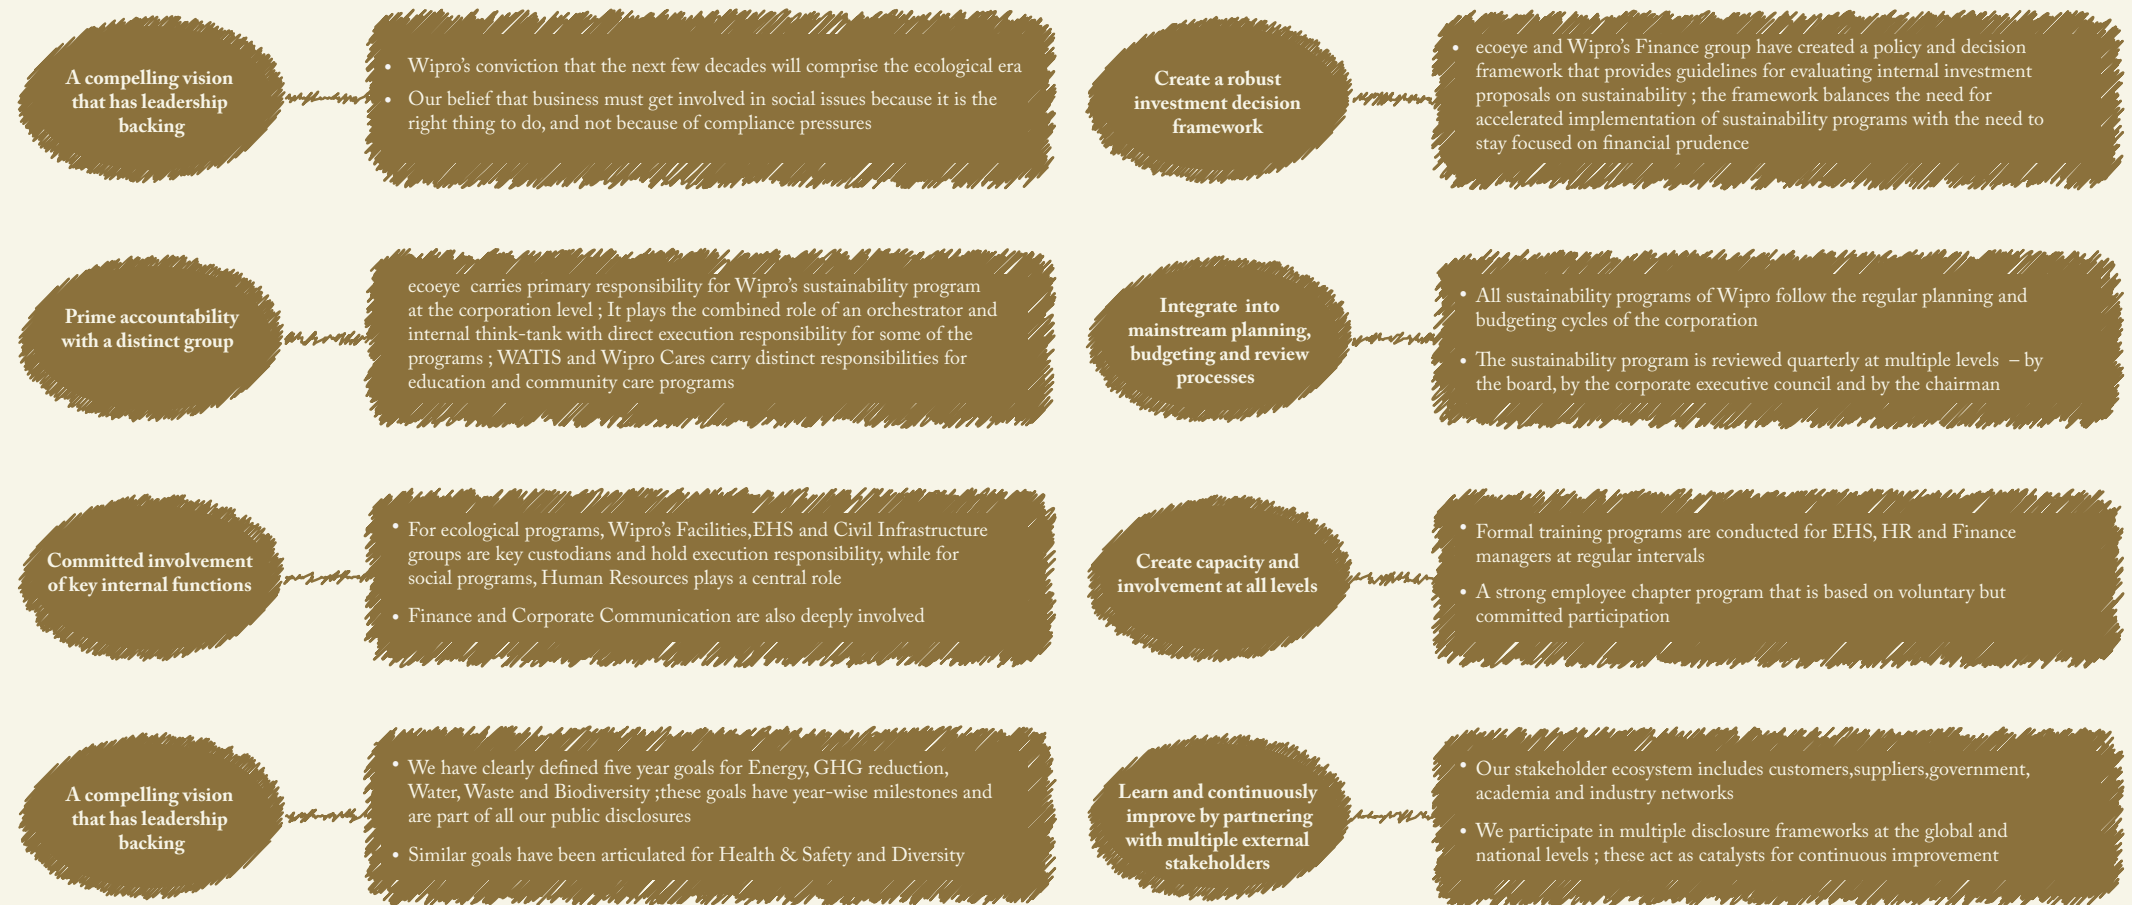 A compelling vision
that has leadership
backing
• Wipro’s conviction that the next few decades will comprise the ecological era
• Our belief that business must get involved in social issues because it is the
right thing to do, and not because of compliance pressures
Prime accountability
with a distinct group
ecoeye carries primary responsibility for Wipro’s sustainability program
at the corporation level ; It plays the combined role of an orchestrator and
internal think-tank with direct execution responsibility for some of the
programs ; WATIS and Wipro Cares carry distinct responsibilities for
education and community care programs
Committed involvement
of key internal functions
• For ecological programs, Wipro’s Facilities,EHS and Civil Infrastructure
groups are key custodians and hold execution responsibility, while for
social programs, Human Resources plays a central role
• Finance and Corporate Communication are also deeply involved
A compelling vision
that has leadership
backing
• We have clearly defined five year goals for Energy, GHG reduction,
Water, Waste and Biodiversity ;these goals have year-wise milestones and
are part of all our public disclosures
• Similar goals have been articulated for Health & Safety and Diversity
Create a robust
investment decision
framework
• ecoeye and Wipro’s Finance group have created a policy and decision
framework that provides guidelines for evaluating internal investment
proposals on sustainability ; the framework balances the need for
accelerated implementation of sustainability programs with the need to
stay focused on financial prudence
Integrate into
mainstream planning,
budgeting and review
processes
• All sustainability programs of Wipro follow the regular planning and
budgeting cycles of the corporation
• The sustainability program is reviewed quarterly at multiple levels – by
the board, by the corporate executive council and by the chairman
Create capacity and
involvement at all levels
• Formal training programs are conducted for EHS, HR and Finance
managers at regular intervals
• A strong employee chapter program that is based on voluntary but
committed participation
Learn and continuously
improve by partnering
with multiple external
stakeholders
• Our stakeholder ecosystem includes customers,suppliers,government,
academia and industry networks
• We participate in multiple disclosure frameworks at the global and
national levels ; these act as catalysts for continuous improvement